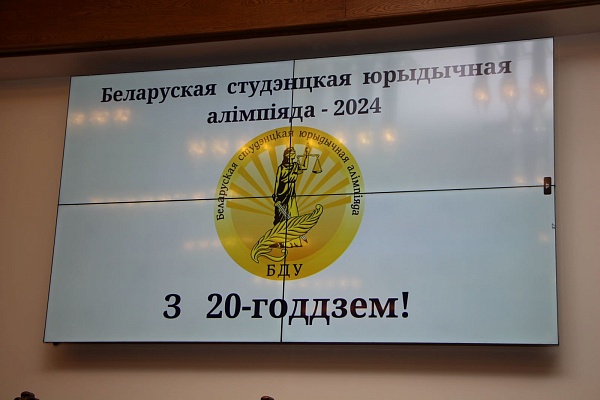 Беларуская студэнцкая юрыдычная
алімпіяда - 2024
Беларуская студэнцкая юрыдычная алімпіяда
БДУ
З 20-годдзем!